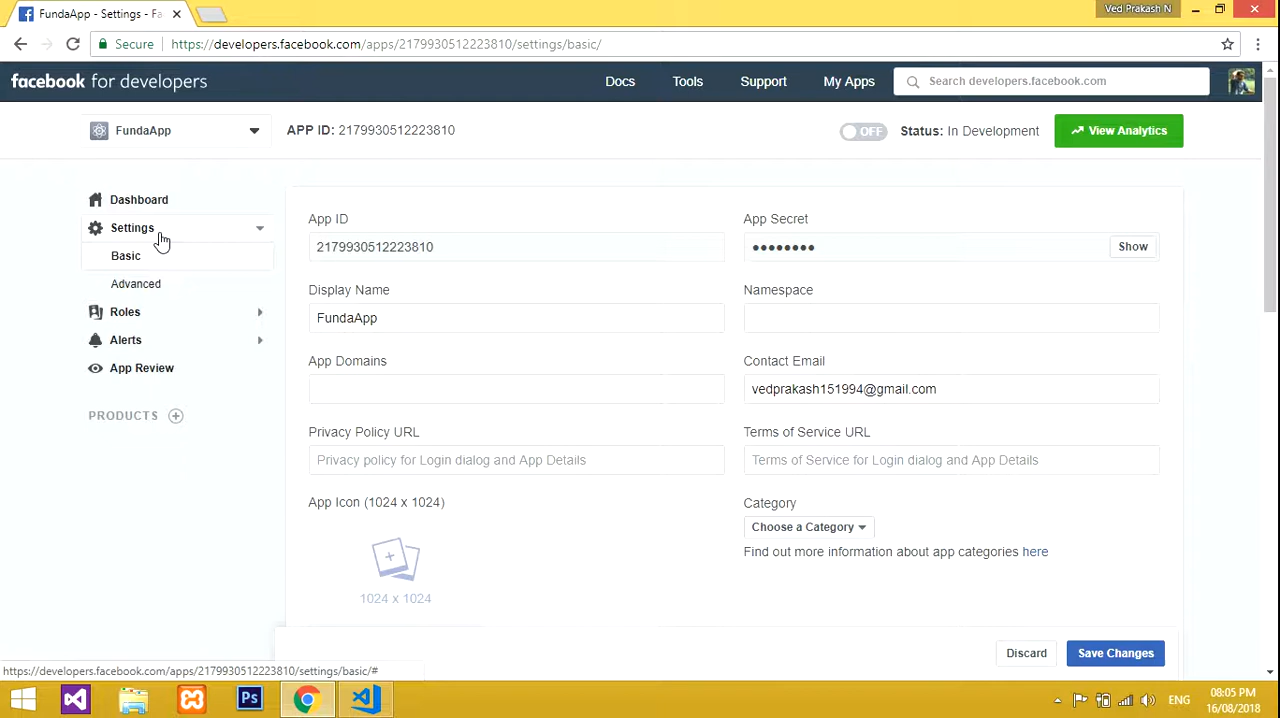 FundaApp - Settings - Fa
Ved Prakash N
Secure
https://developers.facebook.com/apps/2179930512223810/settings/basic/
facebook for developers
Docs
Tools
Support
My Apps
Search developers.facebook.com
FundaApp
APP ID: 2179930512223810
OFF
Status: In Development
View Analytics
Dashboard
Settings
Basic
Advanced
Roles
Alerts
App Review
PRODUCTS
App ID
2179930512223810
App Secret
●●●●●●●●
Show
Display Name
FundaApp
Namespace
App Domains
Contact Email
vedprakash151994@gmail.com
Privacy Policy URL
Privacy policy for Login dialog and App Details
Terms of Service URL
Terms of Service for Login dialog and App Details
App Icon (1024 x 1024)
1024 x 1024
Category
Choose a Category
Find out more information about app categories here
Discard
Save Changes
https://developers.facebook.com/apps/2179930512223810/settings/basic/#
Ps
ENG
08:05 PM
16/08/2018